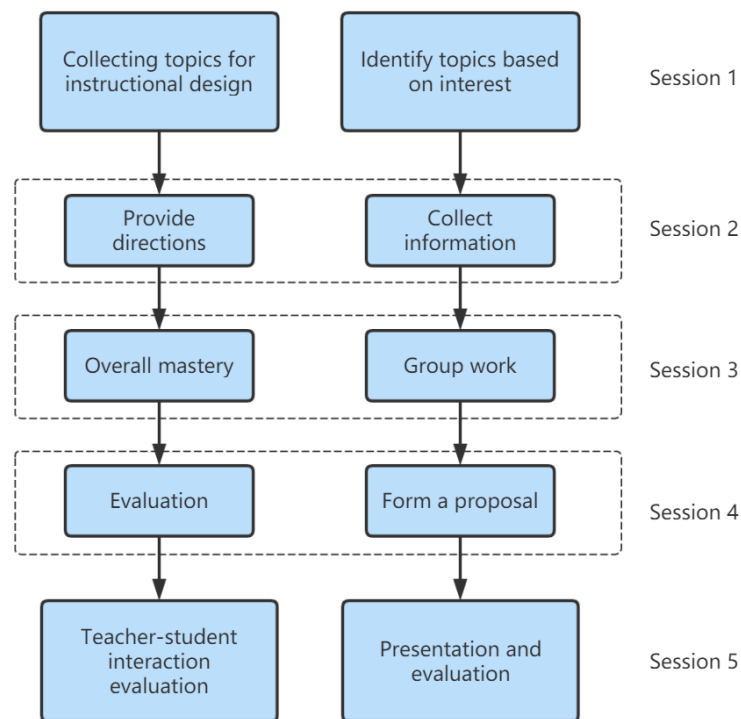 Collecting topics for
instructional design
Identify topics based
on interest
Session 1
Provide
directions
Collect
information
Session 2
Overall mastery
Group work
Session 3
Evaluation
Form a proposal
Session 4
Teacher-student
interaction
evaluation
Presentation and
evaluation
Session 5